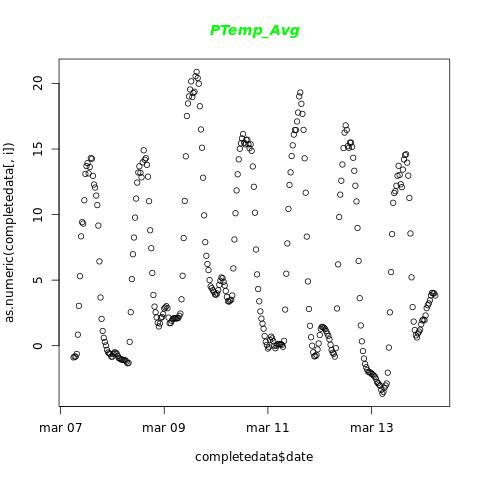 PTemp_Avg
as.numeric(completedata[, i])
20
15
10
5
0
mar 07 mar 09 mar 11 mar 13
completedata$date